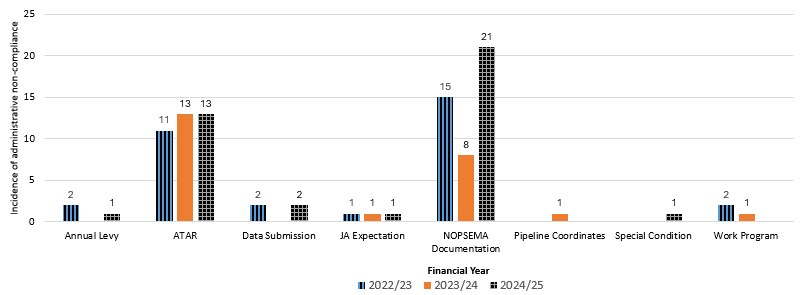 Incidence of administrative non-compliance
25
20
15
10
5
0
2
1
11
13
13
2
2
1
1
1
15
8
21
1
1
2
1
Annual Levy
ATAR
Data Submission
JA Expectation
NOPSEMA
Documentation
Pipeline Coordinates
Special Condition
Work Program
Financial Year
2022/23
2023/24
2024/25